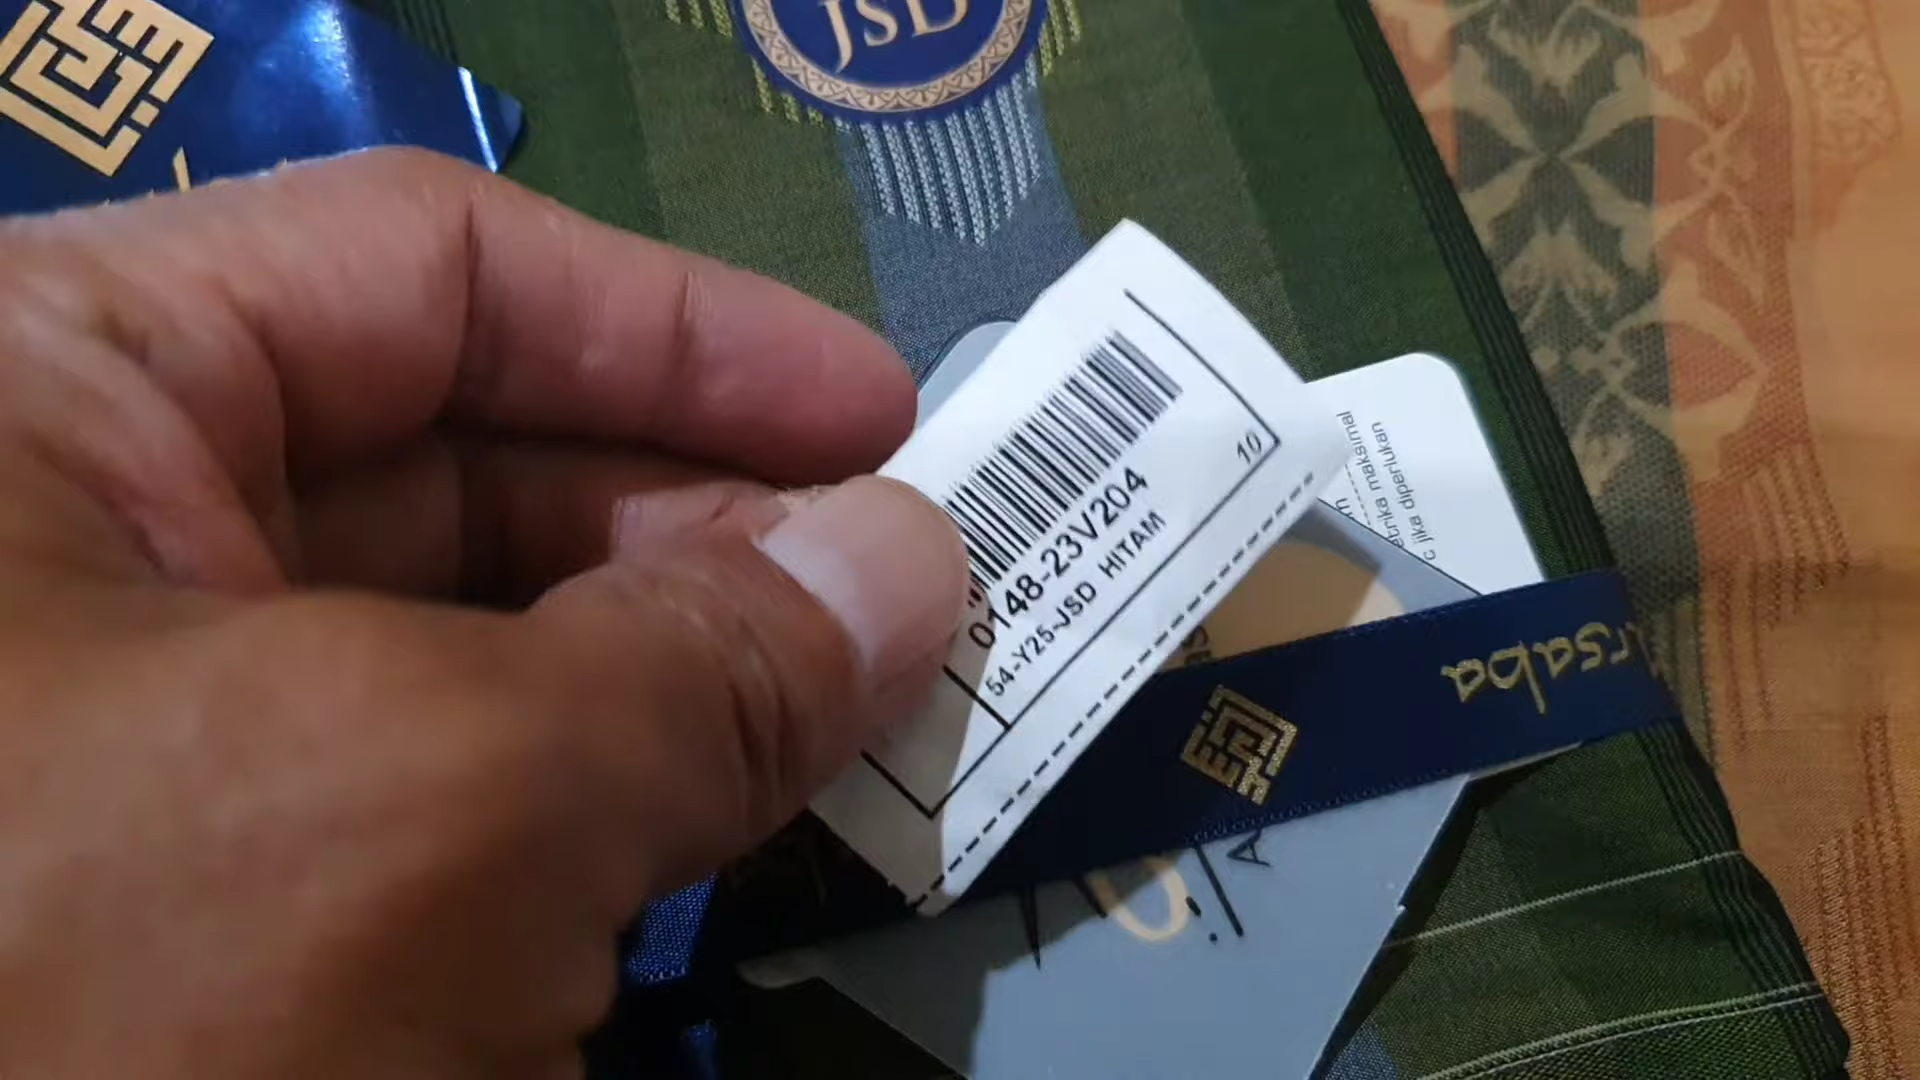 JSD
10
0148-23V204
54-Y25-JSD HITAM
etrika maksimal
c jika diperlukan
rsaba